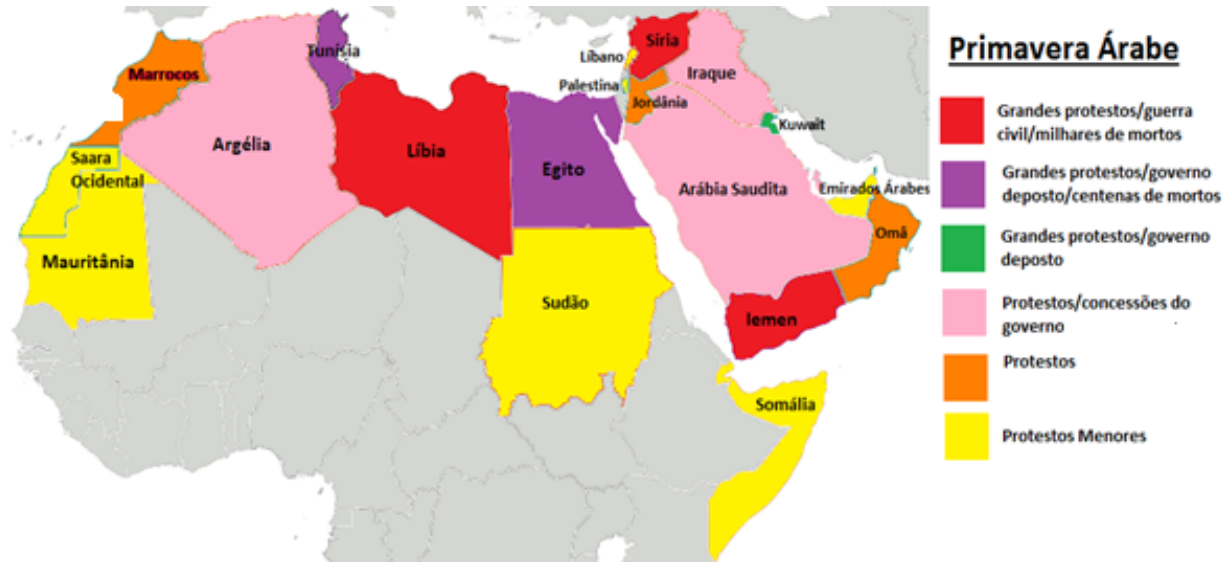 Primavera Árabe
Grandes protestos/guerra
civil/milhares de mortos
Grandes protestos/governo
deposto/centenas de mortos
Grandes protestos/governo
deposto
Protestos/concessões do
governo
Protestos
Protestos Menores
Marrocos
Tunísia
Argélia
Líbia
Egito
Saara
Ocidental
Mauritânia
Sudão
Líbano
Síria
Palestina
Jordânia
Iraque
Kuwait
Arábia Saudita
Emirados Árabes
Omã
Iemen
Somália